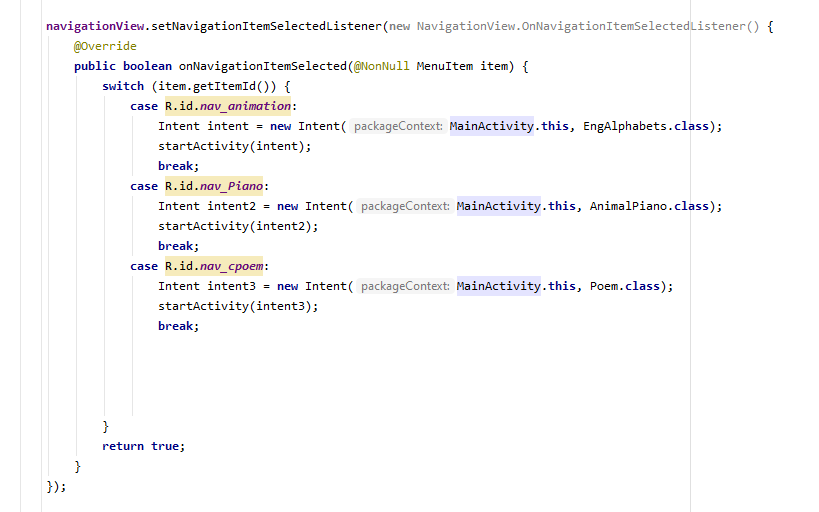 navigationView.setNavigationItemSelectedListener(new NavigationView.OnNavigationItemSelectedListener() {
@Override
public boolean onNavigationItemSelected(@NonNull MenuItem item) {
switch (item.getItemId()) {
case R.id.nav_animation:
Intent intent = new Intent( packageContext: MainActivity.this, EngAlphabets.class);
startActivity(intent);
break;
case R.id.nav_Piano:
Intent intent2 = new Intent( packageContext: MainActivity.this, AnimalPiano.class);
startActivity(intent2);
break;
case R.id.nav_cpoem:
Intent intent3 = new Intent( packageContext: MainActivity.this, Poem.class);
startActivity(intent3);
break;
}
return true;
}
});